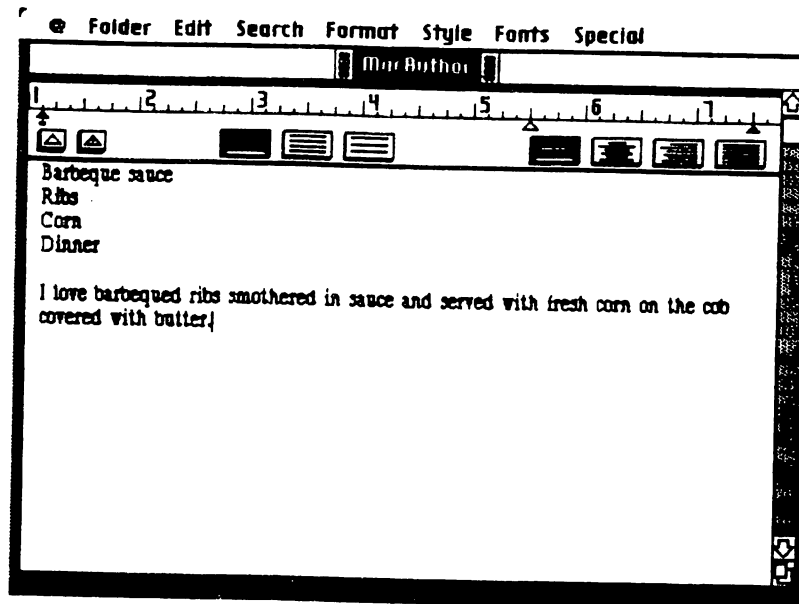 @ Folder Edit Search Format Style Fonts Special
MacAuthor
1 2 3 4 5 6 7
Barbeque sauce
Ribs
Corn
Dinner
I love barbequed ribs smothered in sauce and served with fresh corn on the cob
covered with butter.